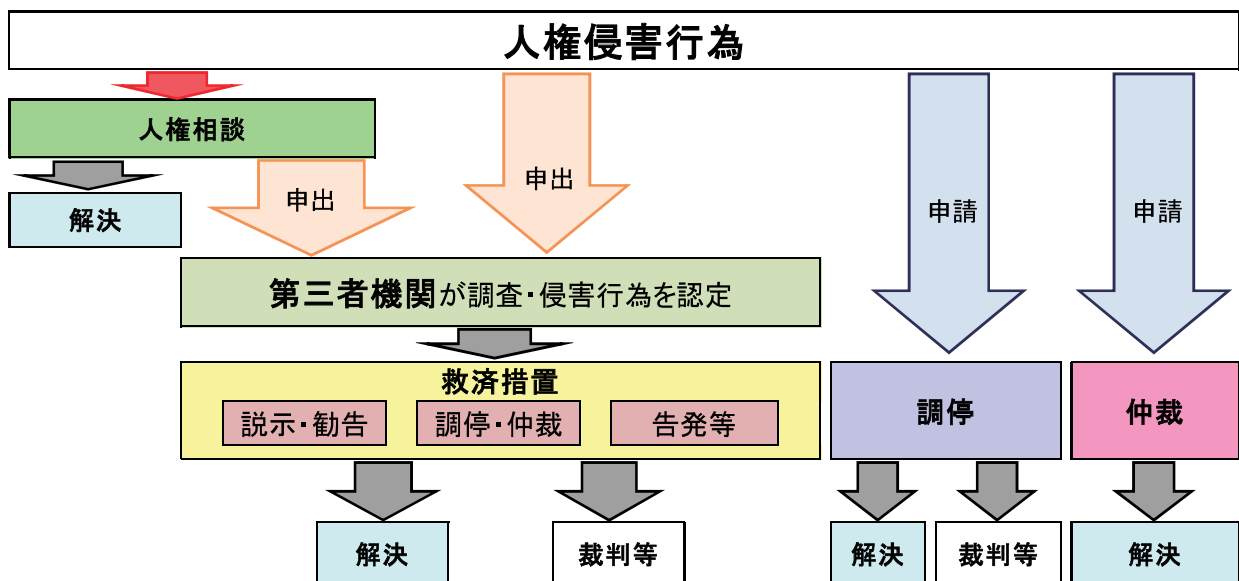 人権侵害行為
人権相談
解決
申出
申出
申請
申請
第三者機関が調査・侵害行為を認定
救済措置
説示・勧告
調停・仲裁
告発等
調停
仲裁
解決
裁判等
解決
裁判等
解決